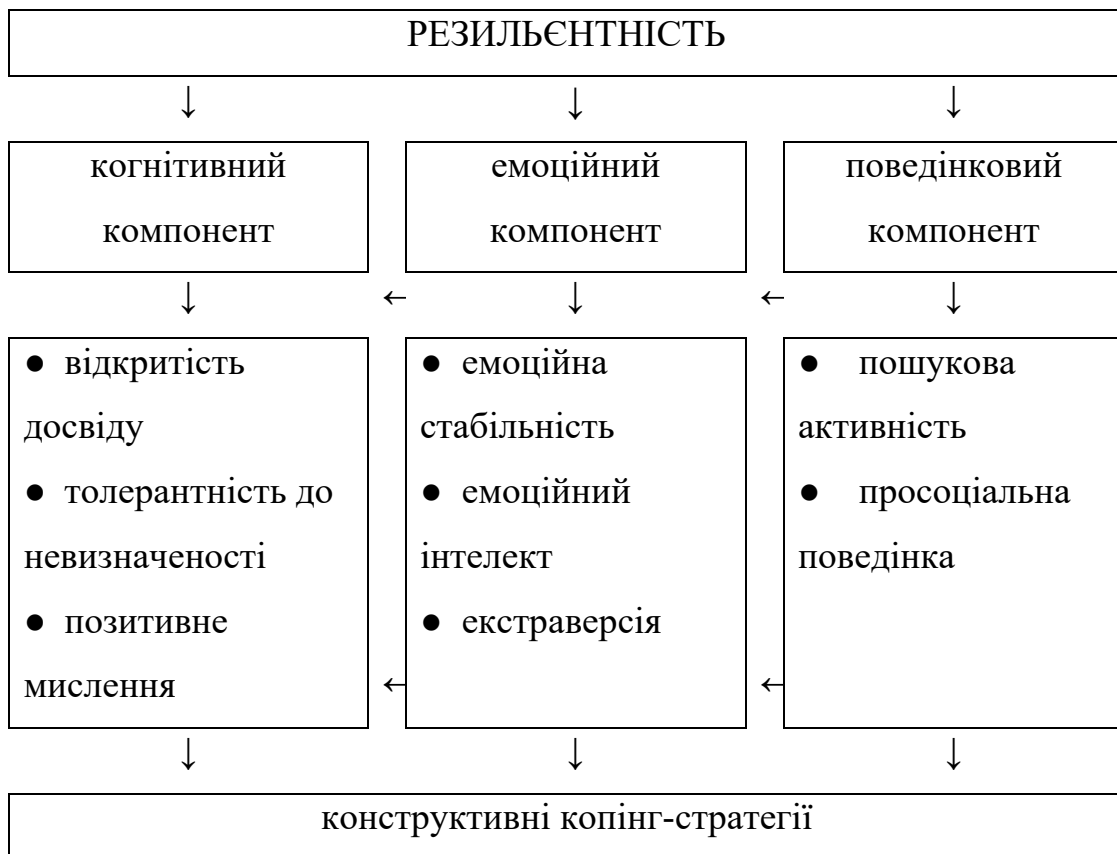 РЕЗИЛЬЄНТНІСТЬ
↓ ↓ ↓
когнітивний
компонент
емоційний
компонент
поведінковий
компонент
↓ ← ↓ ← ↓
● відкритість
досвіду
● толерантність до
невизначеності
● позитивне
мислення
● емоційна
стабільність
● емоційний
інтелект
● екстраверсія
● пошукова
активність
● просоціальна
поведінка
← ←
↓ ↓ ↓
конструктивні копінг-стратегії